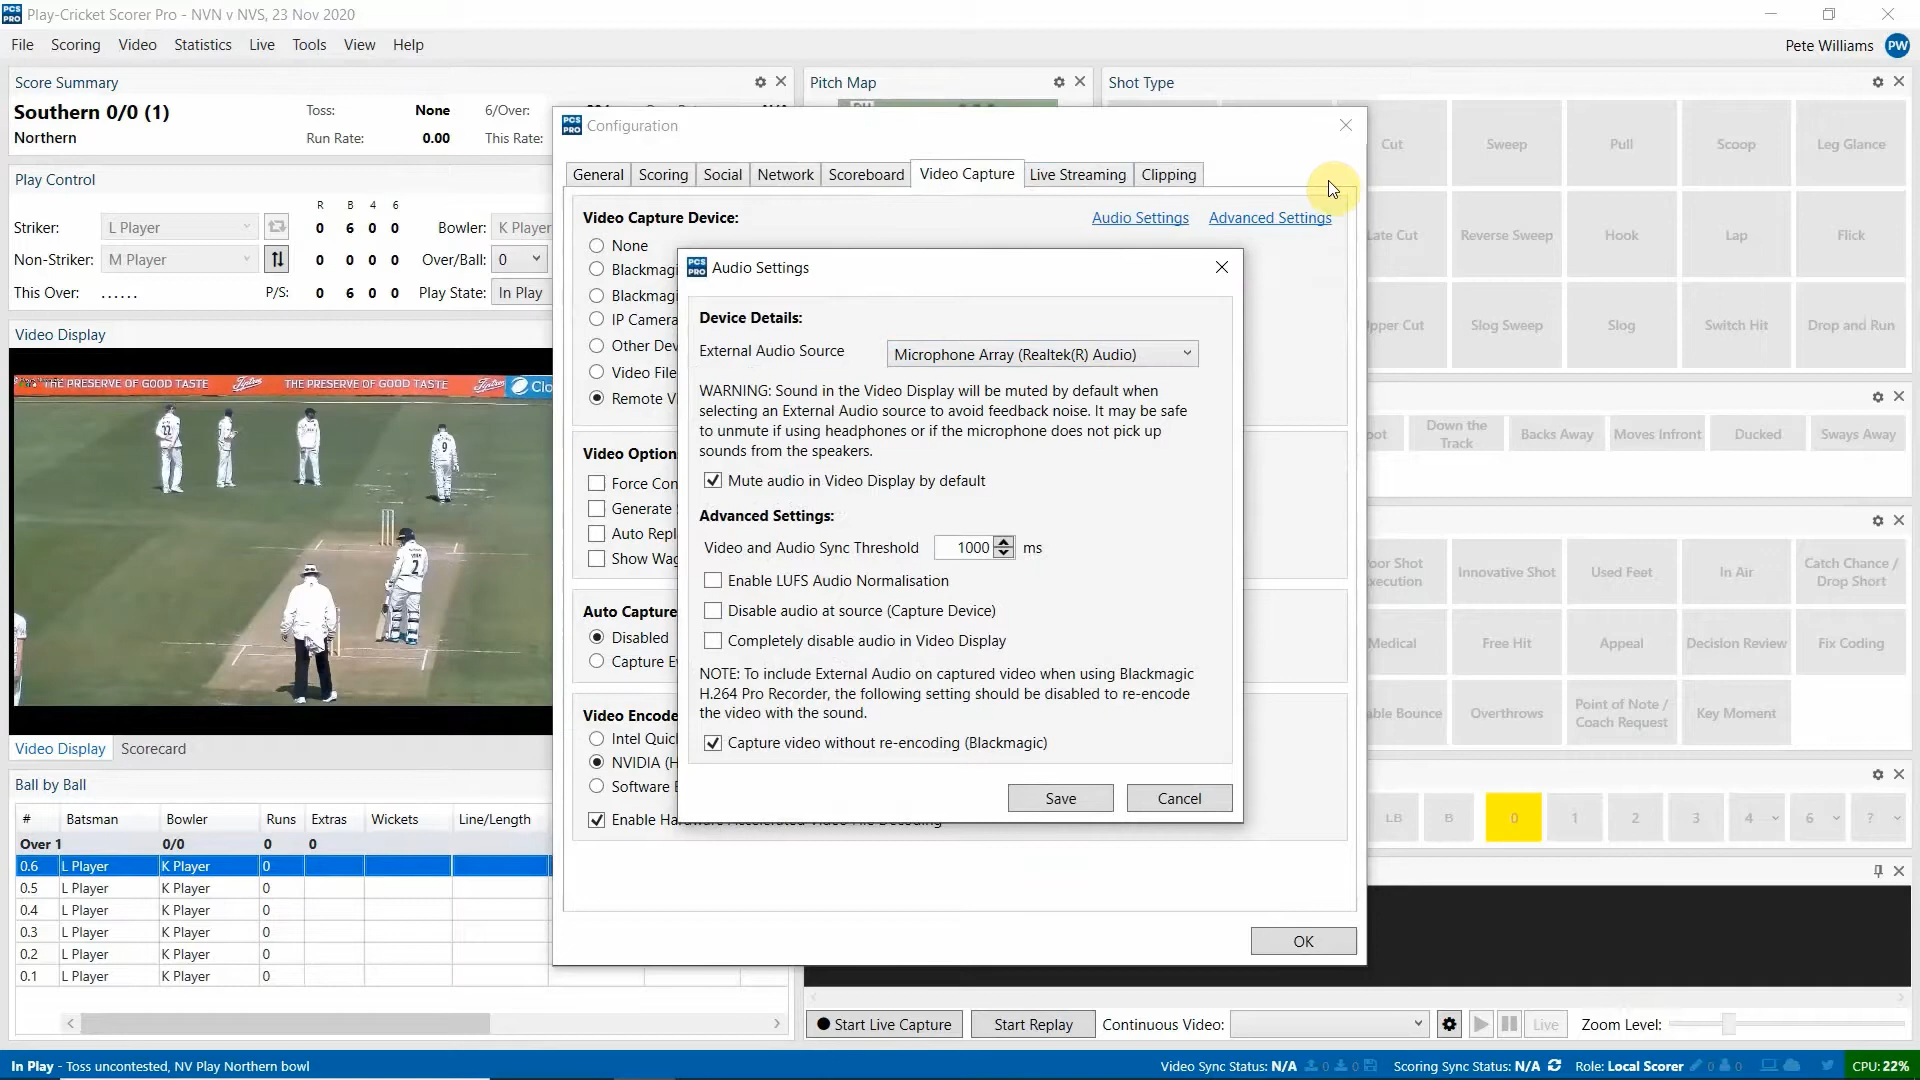 Play-Cricket Scorer Pro - NVN v NVS, 23 Nov 2020
File Scoring Video Statistics Live Tools View Help
Pete Williams PW
Score Summary
Southern 0/0 (1)
Northern
Toss: None 6/Over:
Run Rate: 0.00 This Rate:
Play Control
R B 4 6
Striker: L Player 0 6 0 0 Bowler: K Player
Non-Striker: M Player 0 0 0 0 Over/Ball: 0
This Over: ...... P/S: 0 6 0 0 Play State: In Play
Video Display
THE PRESERVE OF GOOD TASTE Tiptree THE PRESERVE OF GOOD TASTE Tiptree Clo
22
9
2
Video Display Scorecard
Ball by Ball
# Batsman Bowler Runs Extras Wickets Line/Length
Over 1 0/0 0 0
0.6 L Player K Player 0
0.5 L Player K Player 0
0.4 L Player K Player 0
0.3 L Player K Player 0
0.2 L Player K Player 0
0.1 L Player K Player 0
Pitch Map
Configuration
General Scoring Social Network Scoreboard Video Capture Live Streaming Clipping
Video Capture Device: Audio Settings Advanced Settings
None
Blackmagi
Blackmagi
IP Camera
Other Dev
Video File
Remote V
Video Option
Force Con
Generate
Auto Repl
Show Wag
Auto Capture
Disabled
Capture E
Video Encode
Intel Quic
NVIDIA (H
Software E
Enable Hardware Accelerated Video File Decoding
OK
PCS PRO Audio Settings
Device Details:
External Audio Source Microphone Array (Realtek(R) Audio)
WARNING: Sound in the Video Display will be muted by default when
selecting an External Audio source to avoid feedback noise. It may be safe
to unmute if using headphones or if the microphone does not pick up
sounds from the speakers.
Mute audio in Video Display by default
Advanced Settings:
Video and Audio Sync Threshold 1000 ms
Enable LUFS Audio Normalisation
Disable audio at source (Capture Device)
Completely disable audio in Video Display
NOTE: To include External Audio on captured video when using Blackmagic
H.264 Pro Recorder, the following setting should be disabled to re-encode
the video with the sound.
Capture video without re-encoding (Blackmagic)
Save Cancel
Shot Type
Cut Sweep Pull Scoop Leg Glance
Late Cut Reverse Sweep Hook Lap Flick
pper Cut Slog Sweep Slog Switch Hit Drop and Run
oot Down the Track Backs Away Moves Infront Ducked Sways Away
oor Shot Execution Innovative Shot Used Feet In Air Catch Chance / Drop Short
Medical Free Hit Appeal Decision Review Fix Coding
able Bounce Overthrows Point of Note / Coach Request Key Moment
LB B 0 1 2 3 4 6 ?
Start Live Capture Start Replay Continuous Video: Live Zoom Level:
In Play - Toss uncontested, NV Play Northern bowl
Video Sync Status: N/A 0 0 Scoring Sync Status: N/A Role: Local Scorer 0 0 CPU: 22%